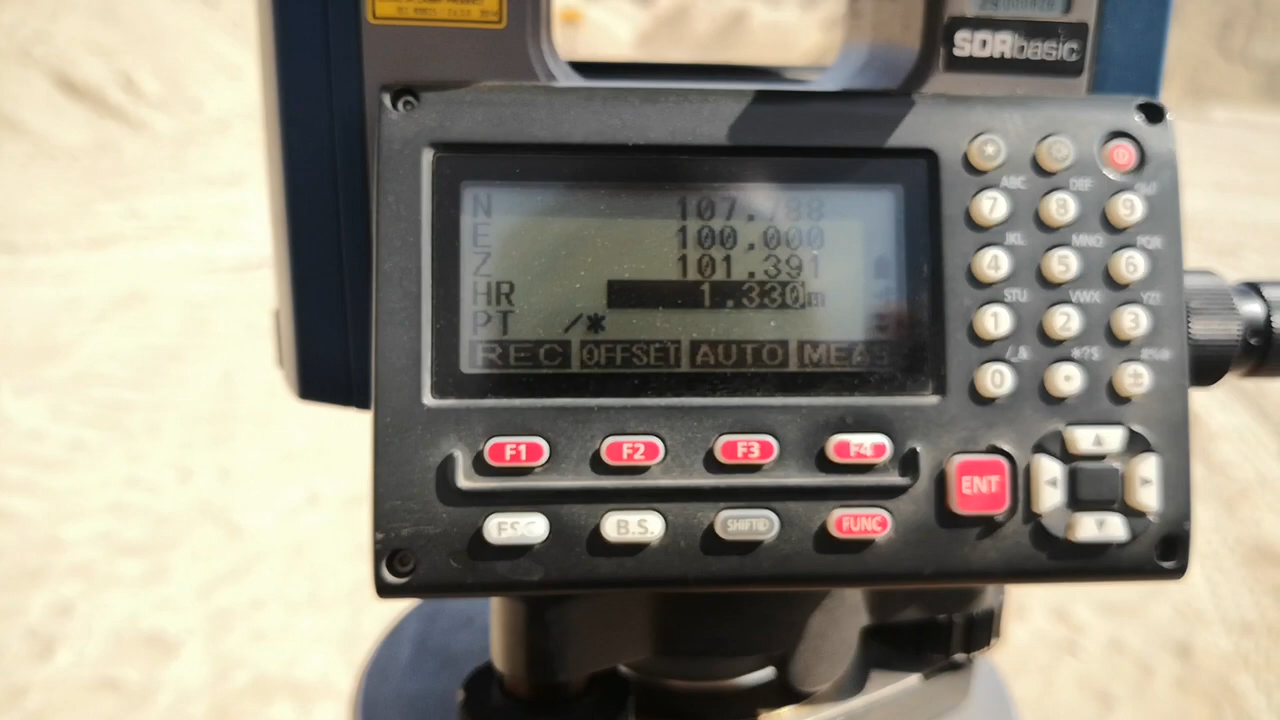 SDRbasic
N 107.788
E 100.000
Z 101.391
HR 1.330m
PT /*
REC OFFSET AUTO MEAS
ABC DEF GHI
7 8 9
JKL MNO PQR
4 5 6
STU VWX YZ!
1 2 3
/_& *?$
0 • ±
F1 F2 F3 F4
ESC B.S. SHIFT FUNC
ENT